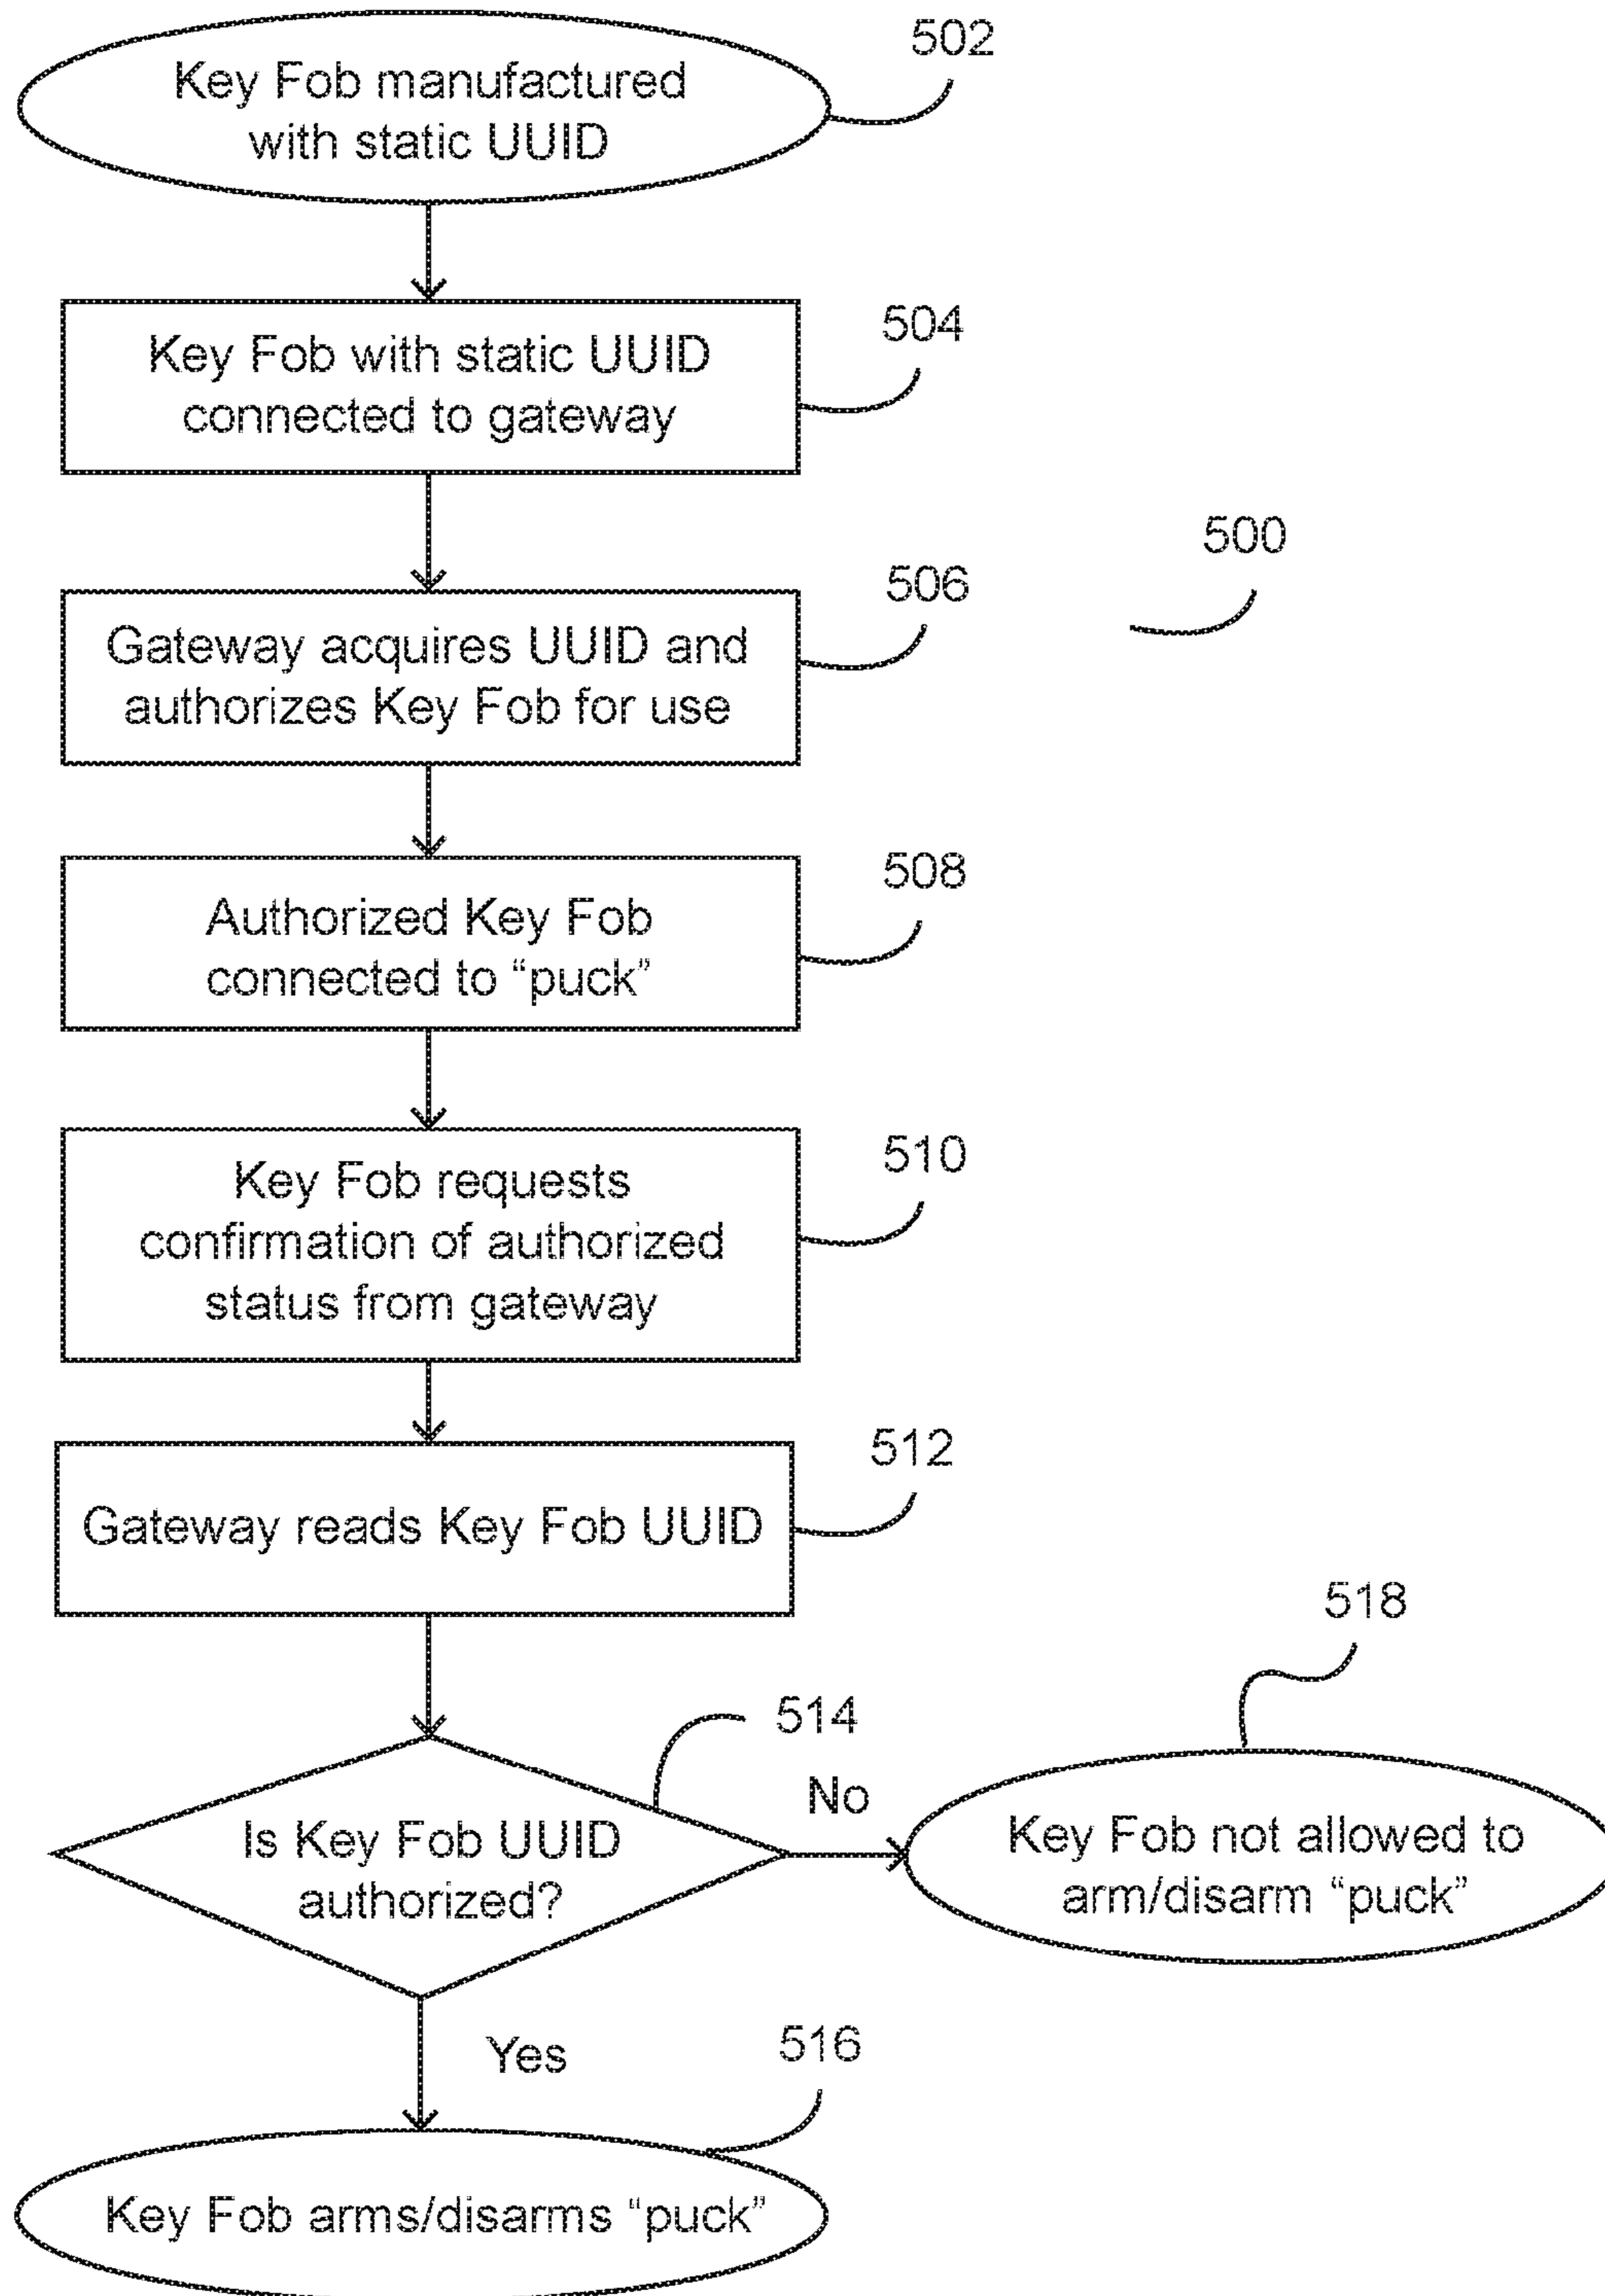 502
Key Fob manufactured
with static UUID
504
Key Fob with static UUID
connected to gateway
500
506
Gateway acquires UUID and
authorizes Key Fob for use
508
Authorized Key Fob
connected to “puck”
510
Key Fob requests
confirmation of authorized
status from gateway
512
Gateway reads Key Fob UUID
518
514
No
Is Key Fob UUID
authorized?
Key Fob not allowed to
arm/disarm “puck”
Yes
516
Key Fob arms/disarms “puck”